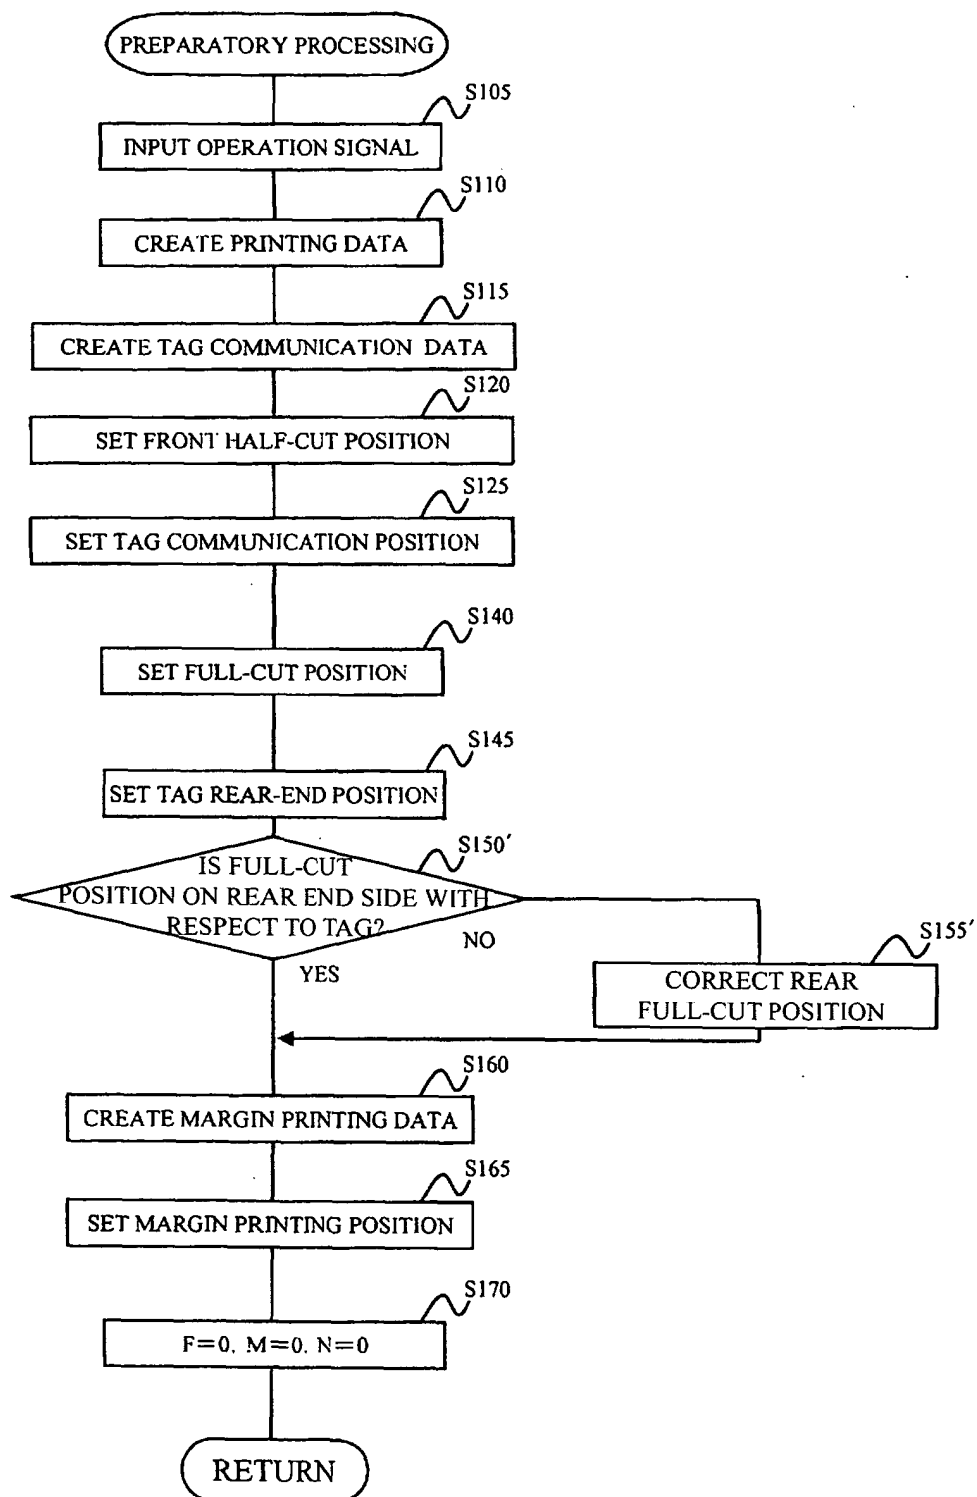 PREPARATORY PROCESSING
S105
INPUT OPERATION SIGNAL
S110
CREATE PRINTING DATA
S115
CREATE TAG COMMUNICATION DATA
S120
SET FRONT HALF-CUT POSITION
S125
SET TAG COMMUNICATION POSITION
S140
SET FULL-CUT POSITION
S145
SET TAG REAR-END POSITION
S150′
IS FULL-CUT
POSITION ON REAR END SIDE WITH
RESPECT TO TAG?
NO
YES
S155′
CORRECT REAR
FULL-CUT POSITION
S160
CREATE MARGIN PRINTING DATA
S165
SET MARGIN PRINTING POSITION
S170
F=0, M=0, N=0
RETURN